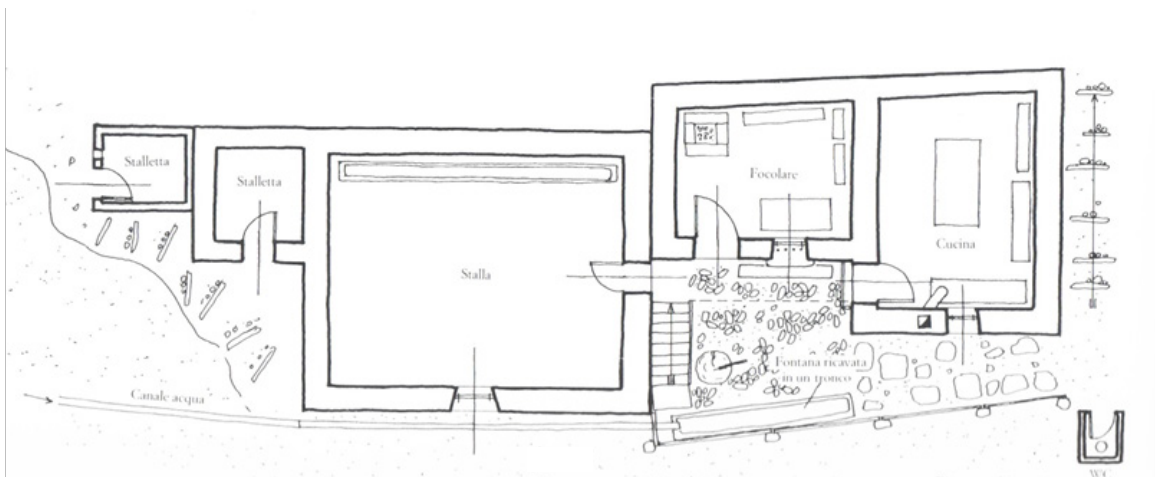 Stalletta
Stalletta
Stalla
Focolare
Cucina
Fontana ricavata
in un tronco
Canale acqua
P